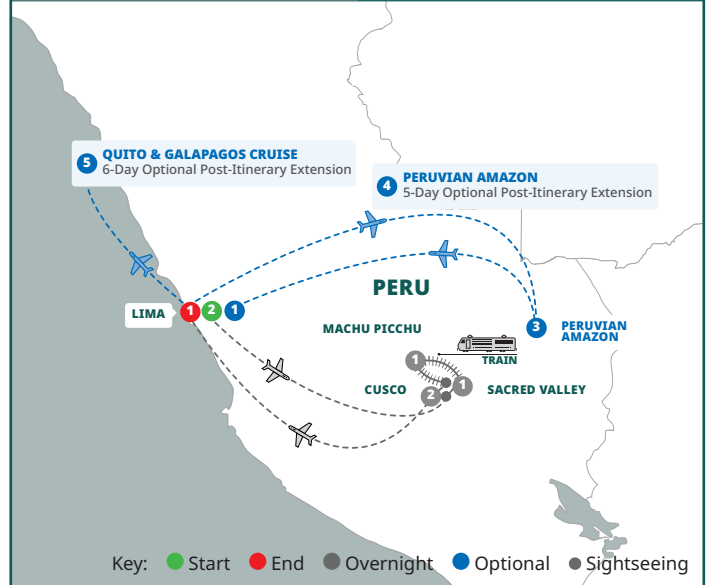 5 QUITO & GALAPAGOS CRUISE
6-Day Optional Post-Itinerary Extension
4 PERUVIAN AMAZON
5-Day Optional Post-Itinerary Extension
PERU
LIMA
1 2 1
3 PERUVIAN
AMAZON
MACHU PICCHU
TRAIN
1
CUSCO
2
1
SACRED VALLEY
Key: Start End Overnight Optional Sightseeing